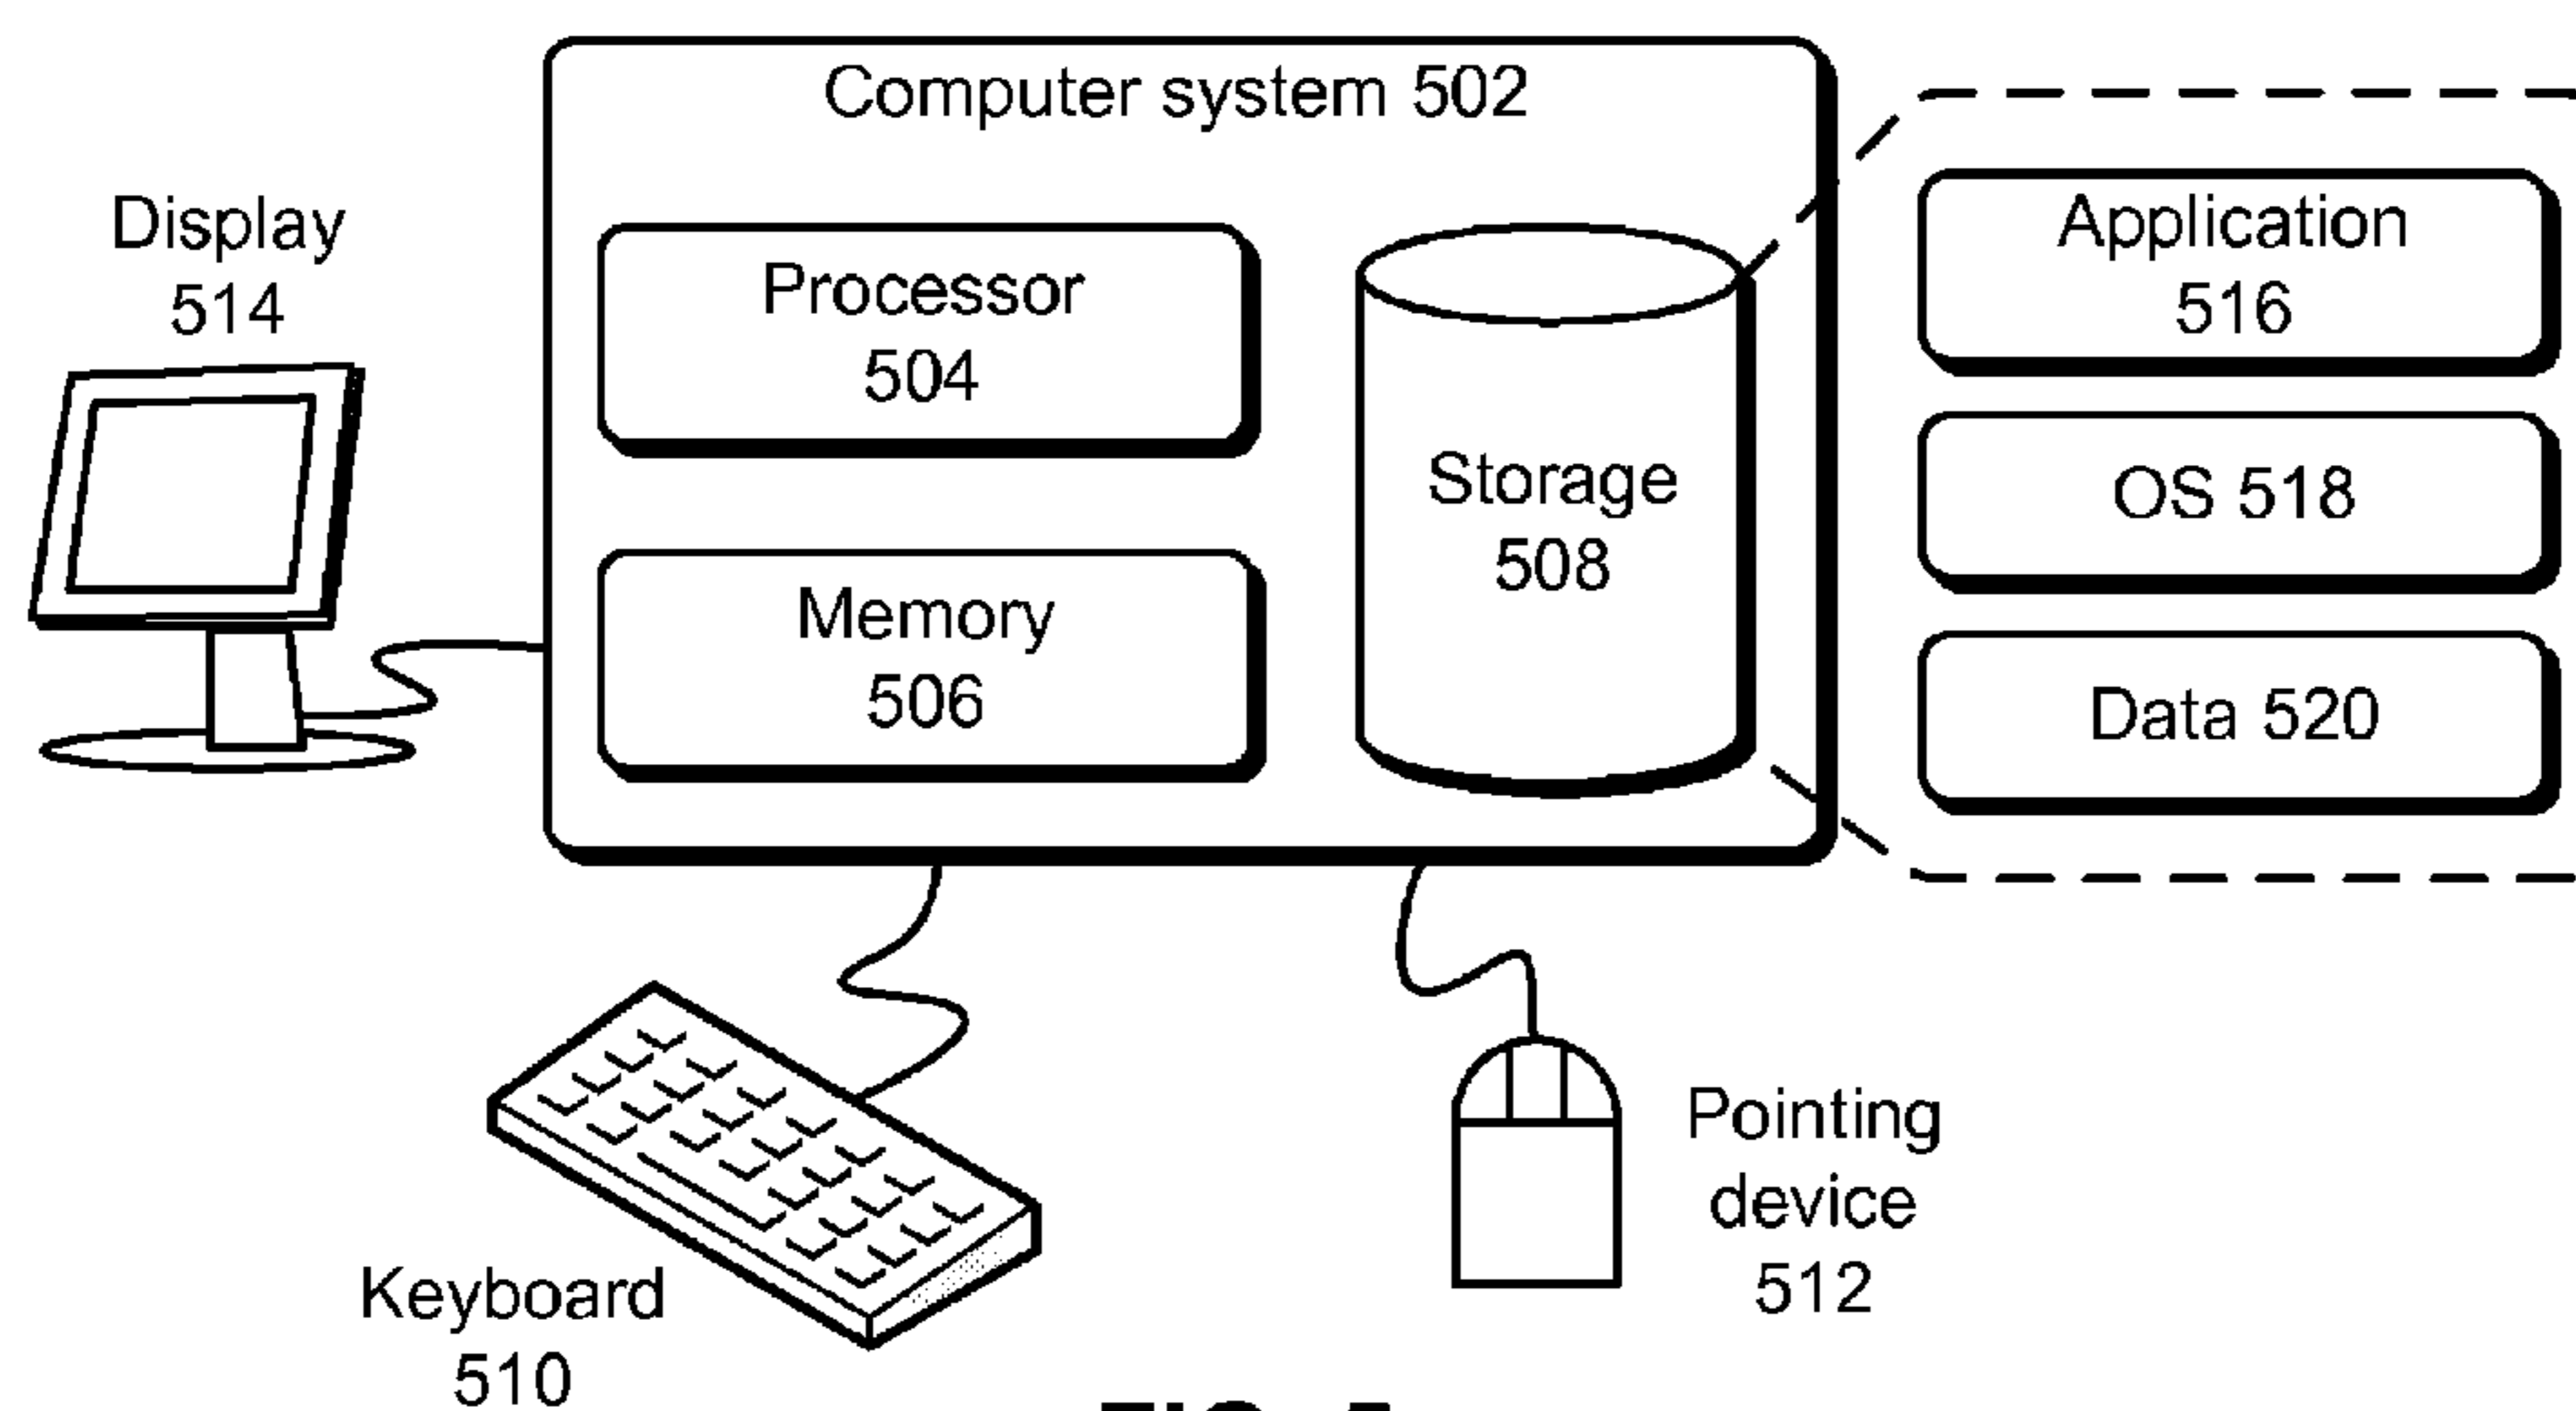 Computer system 502
Display
514
Processor
504
Memory
506
Storage
508
Application
516
OS 518
Data 520
Keyboard
510
Pointing
device
512